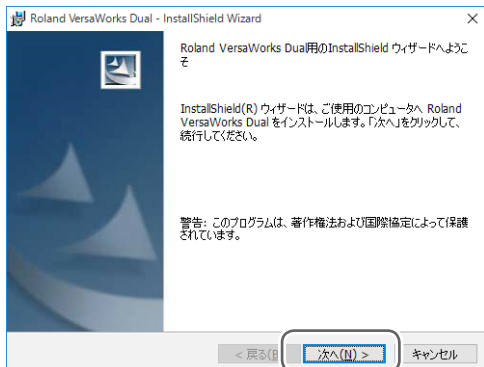 Roland VersaWorks Dual - InstallShield Wizard
Roland VersaWorks Dual用のInstallShield ウィザードへようこ
そ
InstallShield(R) ウィザードは、ご使用のコンピュータへ Roland
VersaWorks Dual をインストールします。「次へ」をクリックして、
続行してください。
警告: このプログラムは、著作権法および国際協定によって保護
されています。
< 戻る(B
次へ(N) >
キャンセル